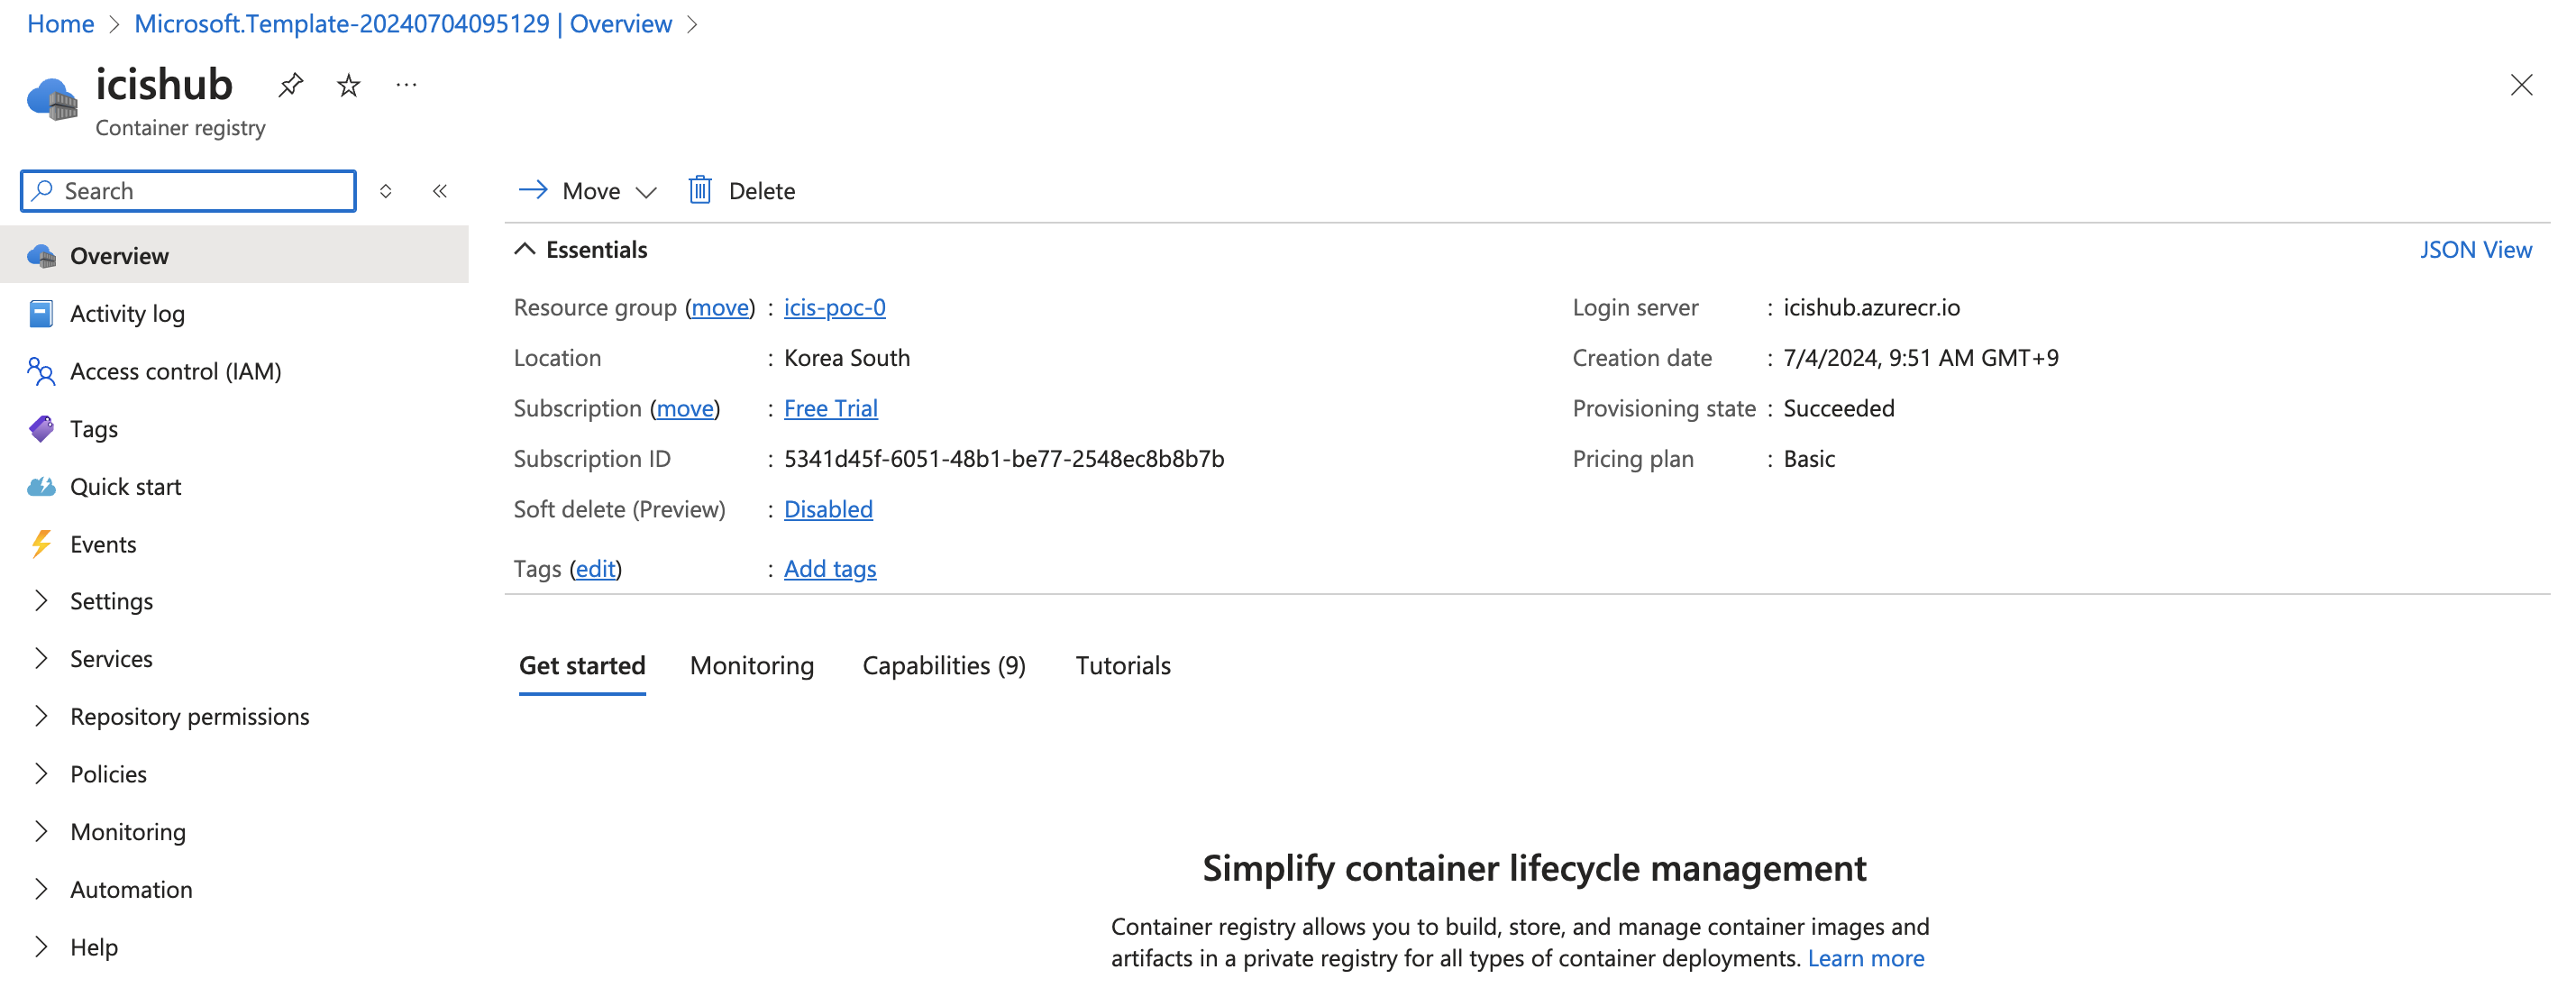 Home > Microsoft.Template-20240704095129 | Overview >
icishub
Container registry
Search
Move
Delete
Overview
Activity log
Access control (IAM)
Tags
Quick start
Events
Settings
Services
Repository permissions
Policies
Monitoring
Automation
Help
Essentials
JSON View
Resource group (move) : icis-poc-0
Location : Korea South
Subscription (move) : Free Trial
Subscription ID : 5341d45f-6051-48b1-be77-2548ec8b8b7b
Soft delete (Preview) : Disabled
Tags (edit) : Add tags
Login server : icishub.azurecr.io
Creation date : 7/4/2024, 9:51 AM GMT+9
Provisioning state : Succeeded
Pricing plan : Basic
Get started
Monitoring
Capabilities (9)
Tutorials
Simplify container lifecycle management
Container registry allows you to build, store, and manage container images and
artifacts in a private registry for all types of container deployments. Learn more